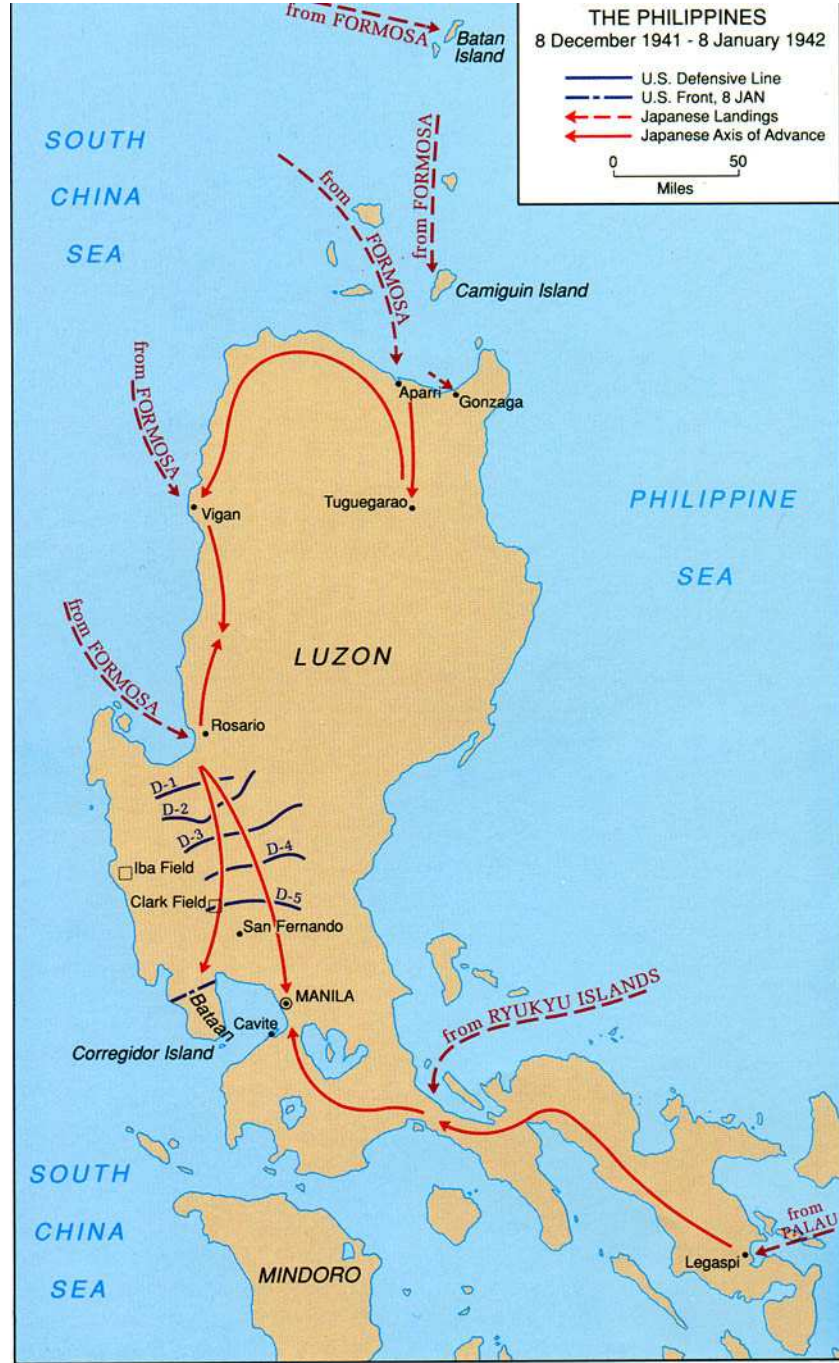 THE PHILIPPINES
8 December 1941 - 8 January 1942
U.S. Defensive Line
U.S. Front, 8 JAN
Japanese Landings
Japanese Axis of Advance
0 50
Miles
from FORMOSA
Batan
Island
SOUTH
CHINA
SEA
from FORMOSA
from FORMOSA
Camiguin Island
from FORMOSA
Aparri
Gonzaga
Vigan
Tuguegarao
PHILIPPINE
SEA
from FORMOSA
LUZON
Rosario
D-1
D-2
D-3
D-4
Iba Field
Clark Field
D-5
San Fernando
MANILA
Bataan
Cavite
Corregidor Island
from RYUKYU ISLANDS
SOUTH
CHINA
SEA
MINDORO
from
PALAU
Legaspi